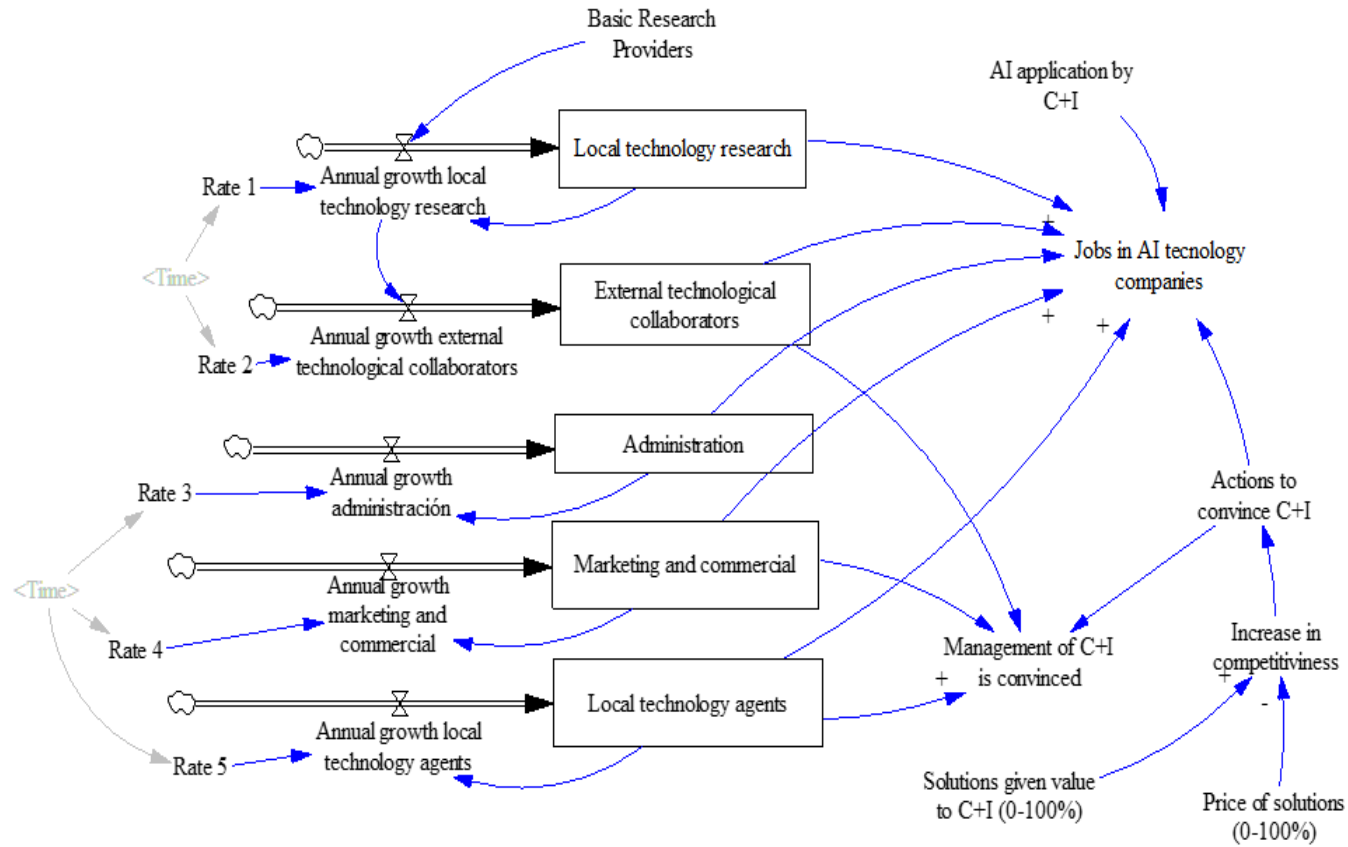 Basic Research
Providers
AI application by
C+I
Local technology research
Rate 1
Annual growth local
technology research
+
Jobs in AI tecnology
companies
<Time>
External technological
collaborators
+
+
Annual growth external
technological collaborators
Rate 2
Administration
Annual growth
administración
Rate 3
Actions to
convince C+I
Marketing and commercial
Annual growth
marketing and
commercial
<Time>
Rate 4
Increase in
competitiviness
+
-
Management of C+I
is convinced
+
Local technology agents
Annual growth local
technology agents
Rate 5
Solutions given value
to C+I (0-100%)
Price of solutions
(0-100%)